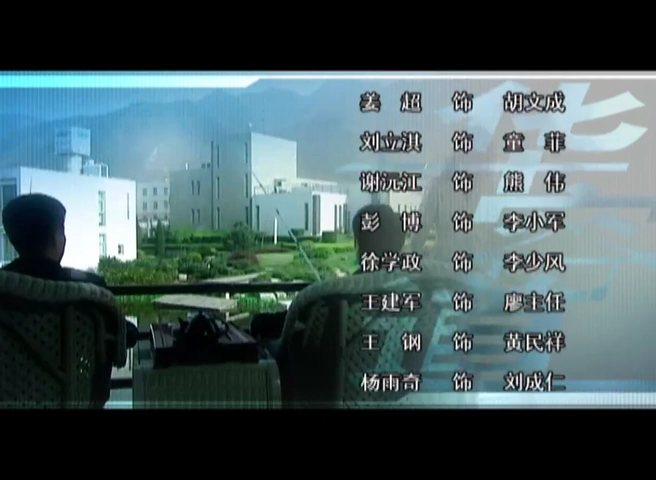 姜 超 饰 胡文成
刘立淇 饰 童 菲
谢沅江 饰 熊 伟
彭 博 饰 李小军
徐学政 饰 李少风
王建军 饰 廖主任
王 钢 饰 黄民祥
杨雨奇 饰 刘成仁